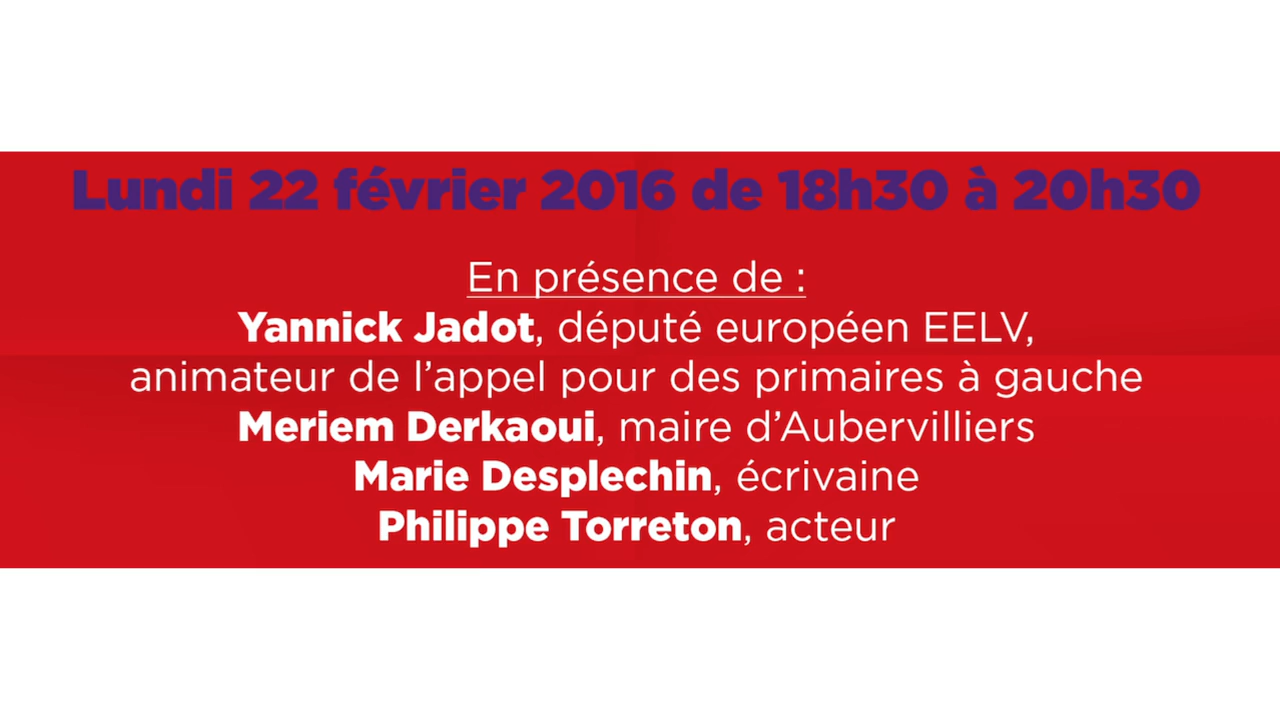 Lundi 22 février 2016 de 18h30 à 20h30
En présence de :
Yannick Jadot, député européen EELV,
animateur de l’appel pour des primaires à gauche
Meriem Derkaoui, maire d’Aubervilliers
Marie Desplechin, écrivaine
Philippe Torreton, acteur